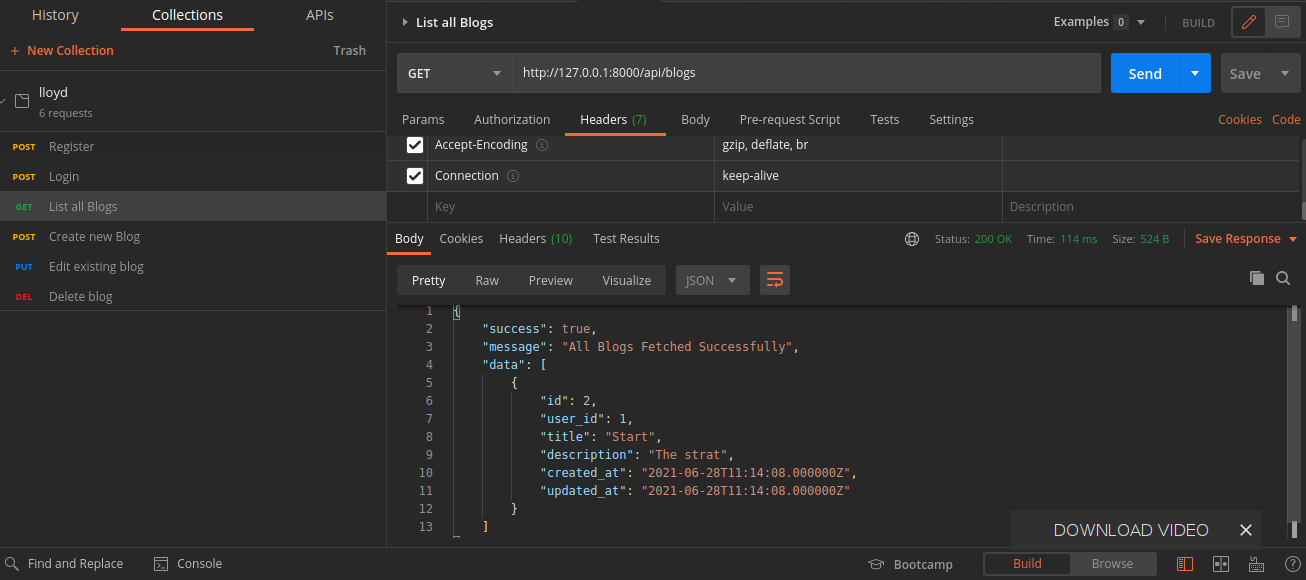 History Collections APIs
+ New Collection Trash
lloyd
6 requests
POST Register
POST Login
GET List all Blogs
POST Create new Blog
PUT Edit existing blog
DEL Delete blog
List all Blogs Examples 0 BUILD
GET http://127.0.0.1:8000/api/blogs Send Save
Params Authorization Headers (7) Body Pre-request Script Tests Settings Cookies Code
Accept-Encoding gzip, deflate, br
Connection keep-alive
Key Value Description
Body Cookies Headers (10) Test Results Status: 200 OK Time: 114 ms Size: 524 B Save Response
Pretty Raw Preview Visualize JSON
1 {
2 "success": true,
3 "message": "All Blogs Fetched Successfully",
4 "data": [
5 {
6 "id": 2,
7 "user_id": 1,
8 "title": "Start",
9 "description": "The strat",
10 "created_at": "2021-06-28T11:14:08.000000Z",
11 "updated_at": "2021-06-28T11:14:08.000000Z"
12 }
13 ]
DOWNLOAD VIDEO
Find and Replace Console Bootcamp Build Browse